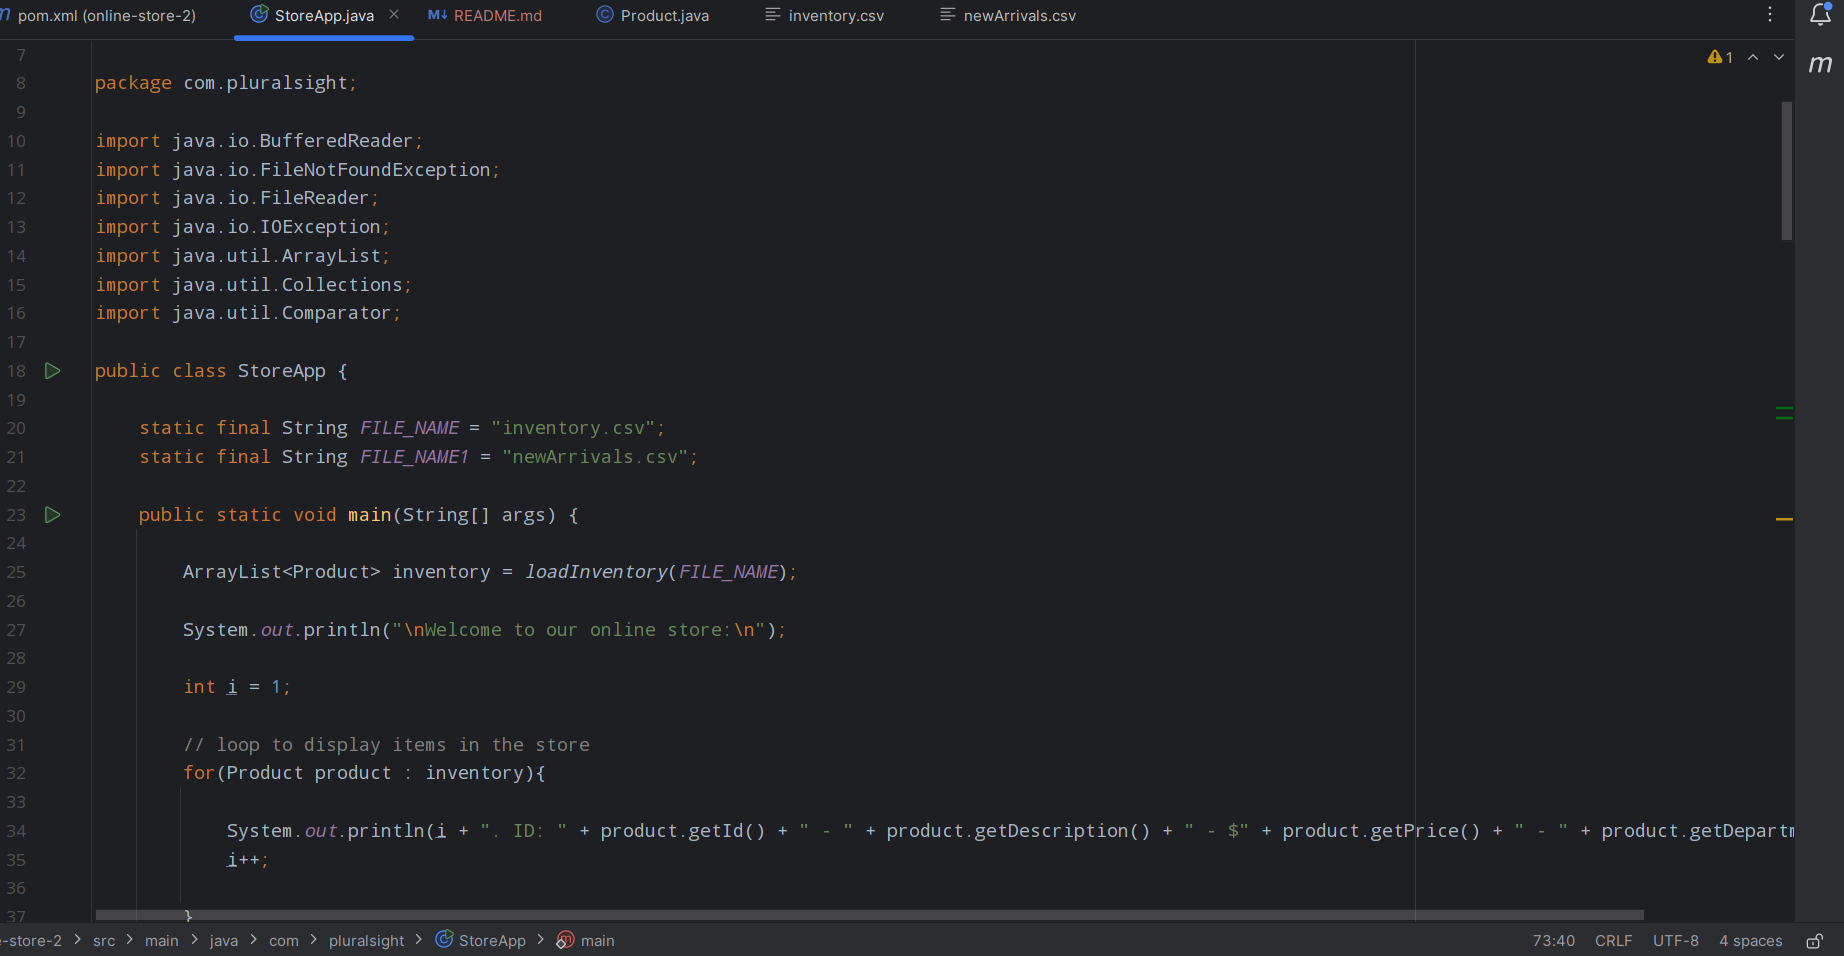 pom.xml (online-store-2) StoreApp.java README.md Product.java inventory.csv newArrivals.csv
1
7
8 package com.pluralsight;
9
10 import java.io.BufferedReader;
11 import java.io.FileNotFoundException;
12 import java.io.FileReader;
13 import java.io.IOException;
14 import java.util.ArrayList;
15 import java.util.Collections;
16 import java.util.Comparator;
17
18 public class StoreApp {
19
20 static final String FILE_NAME = "inventory.csv";
21 static final String FILE_NAME1 = "newArrivals.csv";
22
23 public static void main(String[] args) {
24
25 ArrayList<Product> inventory = loadInventory(FILE_NAME);
26
27 System.out.println("\nWelcome to our online store:\n");
28
29 int i = 1;
30
31 // loop to display items in the store
32 for(Product product : inventory){
33
34 System.out.println(i + ". ID: " + product.getId() + " - " + product.getDescription() + " - $" + product.getPrice() + " - " + product.getDepartm
35 i++;
36
37 }
-store-2 > src > main > java > com > pluralsight > StoreApp > main 73:40 CRLF UTF-8 4 spaces